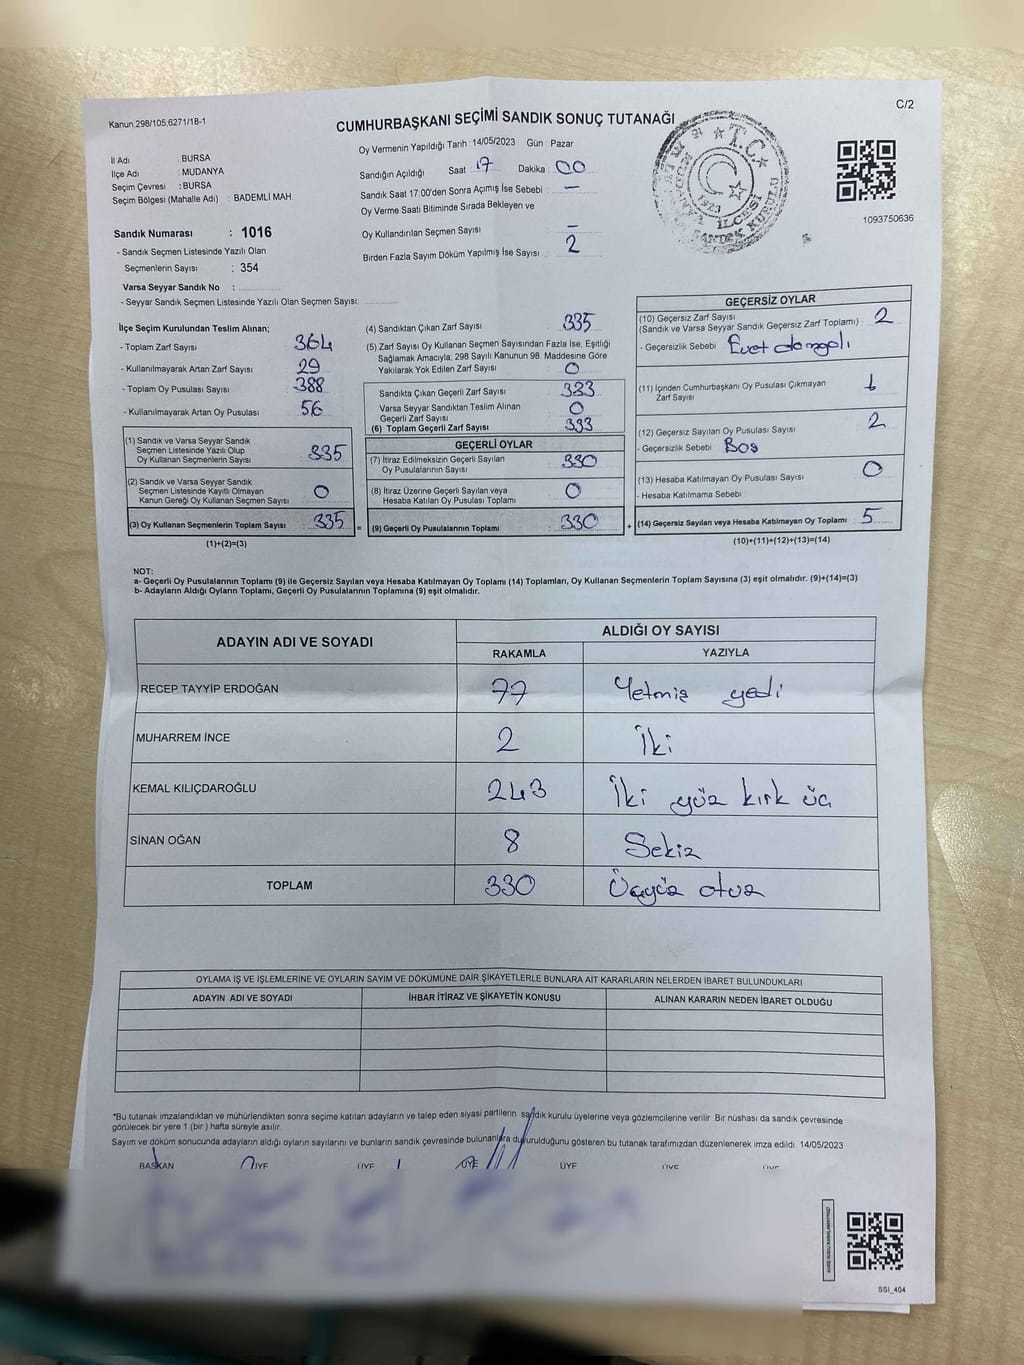 C/2
Kanun,298/105,6271/18-1
CUMHURBAŞKANI SEÇİMİ SANDIK SONUÇ TUTANAĞI
Oy Vermenin Yapıldığı Tarih 14/05/2023 Gün : Pazar
İl Adı : BURSA
İlçe Adı : MUDANYA
Seçim Çevresi : BURSA
Seçim Bölgesi (Mahalle Adı) : BADEMLİ MAH
Sandığın Açıldığı Saat : 17 Dakika : 00
Sandık Saat 17:00'den Sonra Açımış İse Sebebi : —
Oy Verme Saati Bitiminde Sırada Bekleyen ve
Oy Kullandırılan Seçmen Sayısı : —
Birden Fazla Sayım Döküm Yapılmış İse Sayısı : 2
T.C.
1923
İLÇESİ
SANDIK KURULU
1093750636
Sandık Numarası : 1016
- Sandık Seçmen Listesinde Yazılı Olan
Seçmenlerin Sayısı : 354
Varsa Seyyar Sandık No :
- Seyyar Sandık Seçmen Listesinde Yazılı Olan Seçmen Sayısı:
İlçe Seçim Kurulundan Teslim Alınan;
- Toplam Zarf Sayısı : 364
- Kullanılmayarak Artan Zarf Sayısı : 29
- Toplam Oy Pusulası Sayısı : 388
- Kullanılmayarak Artan Oy Pusulası : 56
(1) Sandık ve Varsa Seyyar Sandık
Seçmen Listesinde Yazılı Olup
Oy Kullanan Seçmenlerin Sayısı : 335
(2) Sandık ve Varsa Seyyar Sandık
Seçmen Listesinde Kayıtlı Olmayan
Kanun Gereği Oy Kullanan Seçmen Sayısı : 0
(3) Oy Kullanan Seçmenlerin Toplam Sayısı : 335 =
(1)+(2)=(3)
(4) Sandıktan Çıkan Zarf Sayısı : 335
(5) Zarf Sayısı Oy Kullanan Seçmen Sayısından Fazla İse, Eşitliği
Sağlamak Amacıyla; 298 Sayılı Kanunun 98. Maddesine Göre
Yakılarak Yok Edilen Zarf Sayısı : 0
Sandıkta Çıkan Geçerli Zarf Sayısı : 333
Varsa Seyyar Sandıktan Teslim Alınan
Geçerli Zarf Sayısı : 0
(6) Toplam Geçerli Zarf Sayısı : 333
GEÇERLİ OYLAR
(7) İtiraz Edilmeksizin Geçerli Sayılan
Oy Pusulalarının Sayısı : 330
(8) İtiraz Üzerine Geçerli Sayılan veya
Hesaba Katılan Oy Pusulası Toplamı : 0
(9) Geçerli Oy Pusulalarının Toplamı : 330 +
GEÇERSİZ OYLAR
(10) Geçersiz Zarf Sayısı
(Sandık ve Varsa Seyyar Sandık Geçersiz Zarf Toplamı) : 2
- Geçersizlik Sebebi : Evet damgalı
(11) İçinden Cumhurbaşkanı Oy Pusulası Çıkmayan
Zarf Sayısı : 1
(12) Geçersiz Sayılan Oy Pusulası Sayısı : 2
- Geçersizlik Sebebi : Boş
(13) Hesaba Katılmayan Oy Pusulası Sayısı : 0
- Hesaba Katılmama Sebebi :
(14) Geçersiz Sayılan veya Hesaba Katılmayan Oy Toplamı : 5
(10)+(11)+(12)+(13)=(14)
NOT:
a- Geçerli Oy Pusulalarının Toplamı (9) ile Geçersiz Sayılan veya Hesaba Katılmayan Oy Toplamı (14) Toplamları, Oy Kullanan Seçmenlerin Toplam Sayısına (3) eşit olmalıdır. (9)+(14)=(3)
b- Adayların Aldığı Oyların Toplamı, Geçerli Oy Pusulalarının Toplamına (9) eşit olmalıdır.
ADAYIN ADI VE SOYADI ALDIĞI OY SAYISI
RAKAMLA YAZIYLA
RECEP TAYYİP ERDOĞAN 77 Yetmiş yedi
MUHARREM İNCE 2 İki
KEMAL KILIÇDAROĞLU 243 İki yüz kırk üç
SİNAN OĞAN 8 Sekiz
TOPLAM 330 Üçyüz otuz
OYLAMA İŞ VE İŞLEMLERİNE VE OYLARIN SAYIM VE DÖKÜMÜNE DAİR ŞİKAYETLERLE BUNLARA AİT KARARLARIN NELERDEN İBARET BULUNDUKLARI
ADAYIN ADI VE SOYADI İHBAR İTİRAZ VE ŞİKAYETİN KONUSU ALINAN KARARIN NEDEN İBARET OLDUĞU
*Bu tutanak imzalandıktan ve mühürlendikten sonra seçime katılan adayların ve talep eden siyasi partilerin sandık kurulu üyelerine veya gözlemcilerine verilir. Bir nüshası da sandık çevresinde
görülecek bir yere 1 (bir ) hafta süreyle asılır.
Sayım ve döküm sonucunda adayların aldığı oyların sayılarını ve bunların sandık çevresinde bulunanlara duyurulduğunu gösteren bu tutanak tarafımızdan düzenlenerek imza edildi. 14/05/2023
BAŞKAN ÜYE ÜYE ÜYE ÜYE ÜYE ÜYE
SSI_404